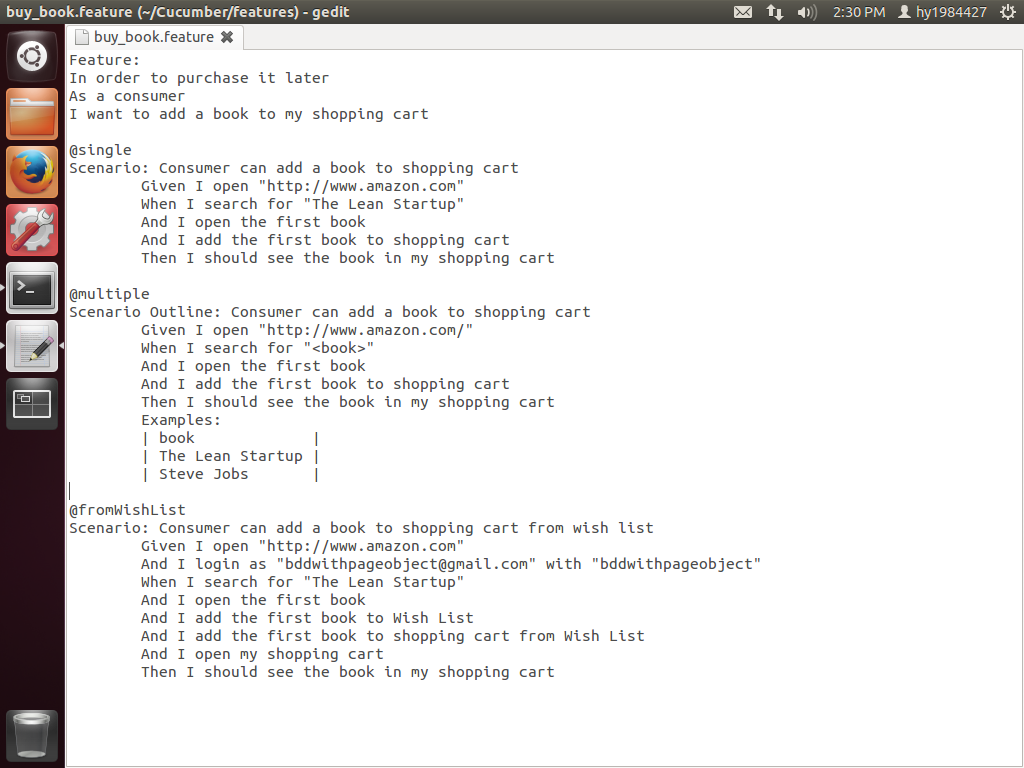 buy_book.feature (~/Cucumber/features) - gedit
2:30 PM
hy1984427
buy_book.feature
Feature:
In order to purchase it later
As a consumer
I want to add a book to my shopping cart
@single
Scenario: Consumer can add a book to shopping cart
Given I open "http://www.amazon.com"
When I search for "The Lean Startup"
And I open the first book
And I add the first book to shopping cart
Then I should see the book in my shopping cart
@multiple
Scenario Outline: Consumer can add a book to shopping cart
Given I open "http://www.amazon.com/"
When I search for "<book>"
And I open the first book
And I add the first book to shopping cart
Then I should see the book in my shopping cart
Examples:
| book             |
| The Lean Startup |
| Steve Jobs       |
@fromWishList
Scenario: Consumer can add a book to shopping cart from wish list
Given I open "http://www.amazon.com"
And I login as "bddwithpageobject@gmail.com" with "bddwithpageobject"
When I search for "The Lean Startup"
And I open the first book
And I add the first book to Wish List
And I add the first book to shopping cart from Wish List
And I open my shopping cart
Then I should see the book in my shopping cart